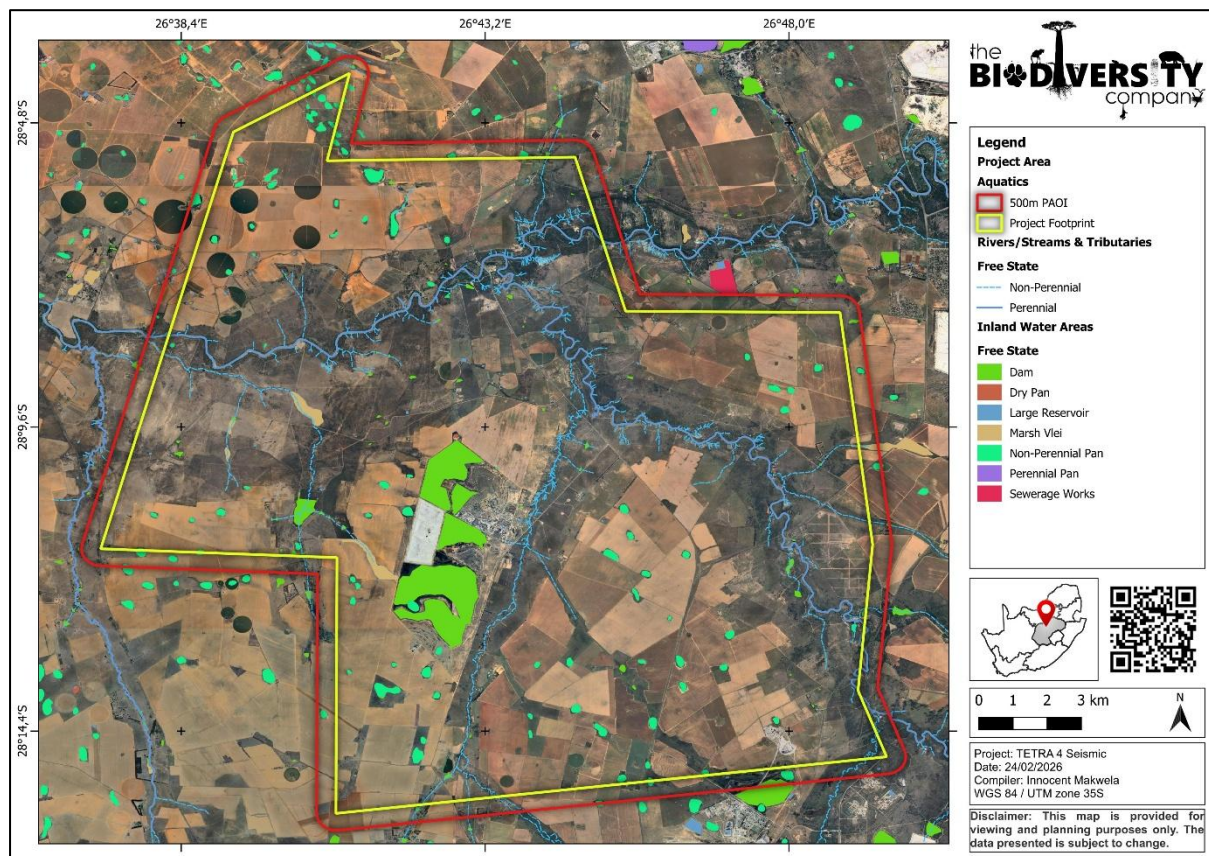 26°38,4'E
26°43,2'E
26°48,0'E
28°4,8'S
28°9,6'S
28°14,4'S
the
BIODIVERSITY
company
Legend
Project Area
Aquatics
500m PAOI
Project Footprint
Rivers/Streams & Tributaries
Free State
Non-Perennial
Perennial
Inland Water Areas
Free State
Dam
Dry Pan
Large Reservoir
Marsh Vlei
Non-Perennial Pan
Perennial Pan
Sewerage Works
0 1 2 3 km
N
Project: TETRA 4 Seismic
Date: 24/02/2026
Compiler: Innocent Makwela
WGS 84 / UTM zone 35S
Disclaimer: This map is provided for
viewing and planning purposes only. The
data presented is subject to change.